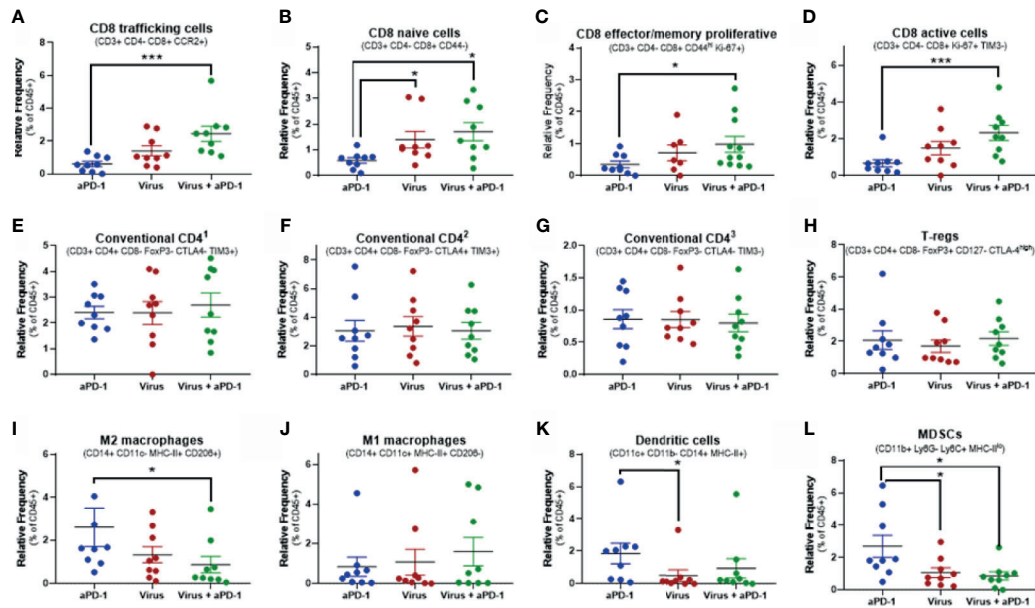 A
CD8 trafficking cells
(CD3+ CD4- CD8+ CCR2+)
***
Relative Frequency
(% of CD45+)
6
4
2
0
aPD-1 Virus Virus + aPD-1
B
CD8 naive cells
(CD3+ CD4- CD8+ CD44-)
*
*
Relative Frequency
(% of CD45+)
5
4
3
2
1
0
aPD-1 Virus Virus + aPD-1
C
CD8 effector/memory proliferative
(CD3+ CD4- CD8+ CD44hi Ki-67+)
*
Relative Frequency
(% of CD45+)
4
3
2
1
0
aPD-1 Virus Virus + aPD-1
D
CD8 active cells
(CD3+ CD4- CD8+ Ki-67+ TIM3-)
***
Relative Frequency
(% of CD45+)
6
4
2
0
aPD-1 Virus Virus + aPD-1
E
Conventional CD4¹
(CD3+ CD4+ CD8- FoxP3- CTLA4- TIM3+)
Relative Frequency
(% of CD45+)
5
4
3
2
1
0
aPD-1 Virus Virus + aPD-1
F
Conventional CD4²
(CD3+ CD4+ CD8- FoxP3- CTLA4+ TIM3+)
Relative Frequency
(% of CD45+)
8
6
4
2
0
aPD-1 Virus Virus + aPD-1
G
Conventional CD4³
(CD3+ CD4+ CD8- FoxP3- CTLA4- TIM3-)
Relative Frequency
(% of CD45+)
2.0
1.5
1.0
0.5
0.0
aPD-1 Virus Virus + aPD-1
H
T-regs
(CD3+ CD4+ CD8- FoxP3+ CD127- CTLA-4high)
Relative Frequency
(% of CD45+)
8
6
4
2
0
aPD-1 Virus Virus + aPD-1
I
M2 macrophages
(CD14+ CD11c- MHC-II+ CD206+)
*
Relative Frequency
(% of CD45+)
6
4
2
0
aPD-1 Virus Virus + aPD-1
J
M1 macrophages
(CD14+ CD11c+ MHC-II+ CD206-)
Relative Frequency
(% of CD45+)
6
4
2
0
aPD-1 Virus Virus + aPD-1
K
Dendritic cells
(CD11c+ CD11b- CD14+ MHC-II+)
*
Relative Frequency
(% of CD45+)
8
6
4
2
0
aPD-1 Virus Virus + aPD-1
L
MDSCs
(CD11b+ Ly6G- Ly6C+ MHC-IIlo)
*
*
Relative Frequency
(% of CD45+)
8
6
4
2
0
aPD-1 Virus Virus + aPD-1